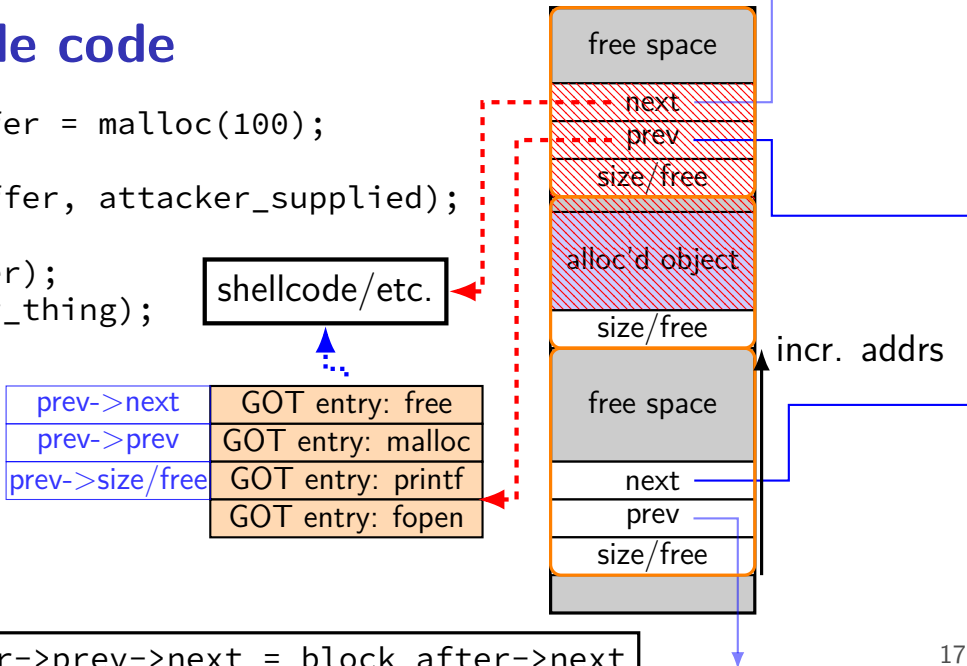 le code
fer = malloc(100);
ffer, attacker_supplied);
r);
_thing);
shellcode/etc.
prev->next
prev->prev
prev->size/free
GOT entry: free
GOT entry: malloc
GOT entry: printf
GOT entry: fopen
free space
next
prev
size/free
alloc'd object
size/free
incr. addrs
free space
next
prev
size/free
r->prev->next = block_after->next
17